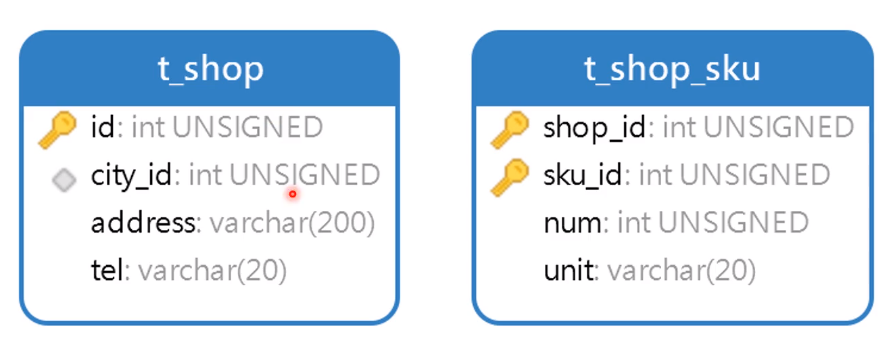 t_shop
id: int UNSIGNED
city_id: int UNSIGNED
address: varchar(200)
tel: varchar(20)
t_shop_sku
shop_id: int UNSIGNED
sku_id: int UNSIGNED
num: int UNSIGNED
unit: varchar(20)